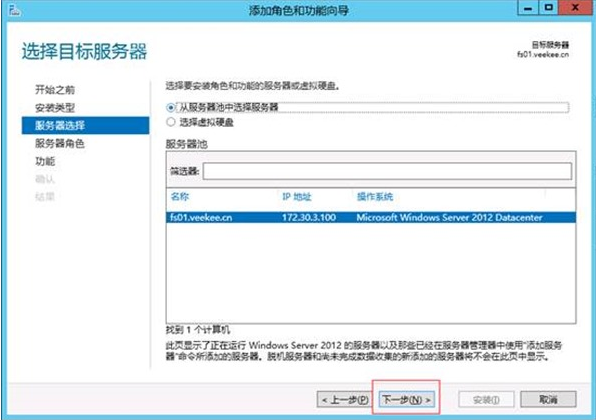 添加角色和功能向导
选择目标服务器
目标服务器
fs01.veekee.cn
开始之前
安装类型
服务器选择
服务器角色
功能
确认
结果
选择要安装角色和功能的服务器或虚拟硬盘。
从服务器池中选择服务器
选择虚拟硬盘
服务器池
筛选器:
名称 IP 地址 操作系统
fs01.veekee.cn 172.30.3.100 Microsoft Windows Server 2012 Datacenter
找到 1 个计算机
此页显示了正在运行 Windows Server 2012 的服务器以及那些已经在服务器管理器中使用"添加服务
器"命令所添加的服务器。脱机服务器和尚未完成数据收集的新添加的服务器将不会在此页中显示。
< 上一步(P) 下一步(N) > 安装(I) 取消